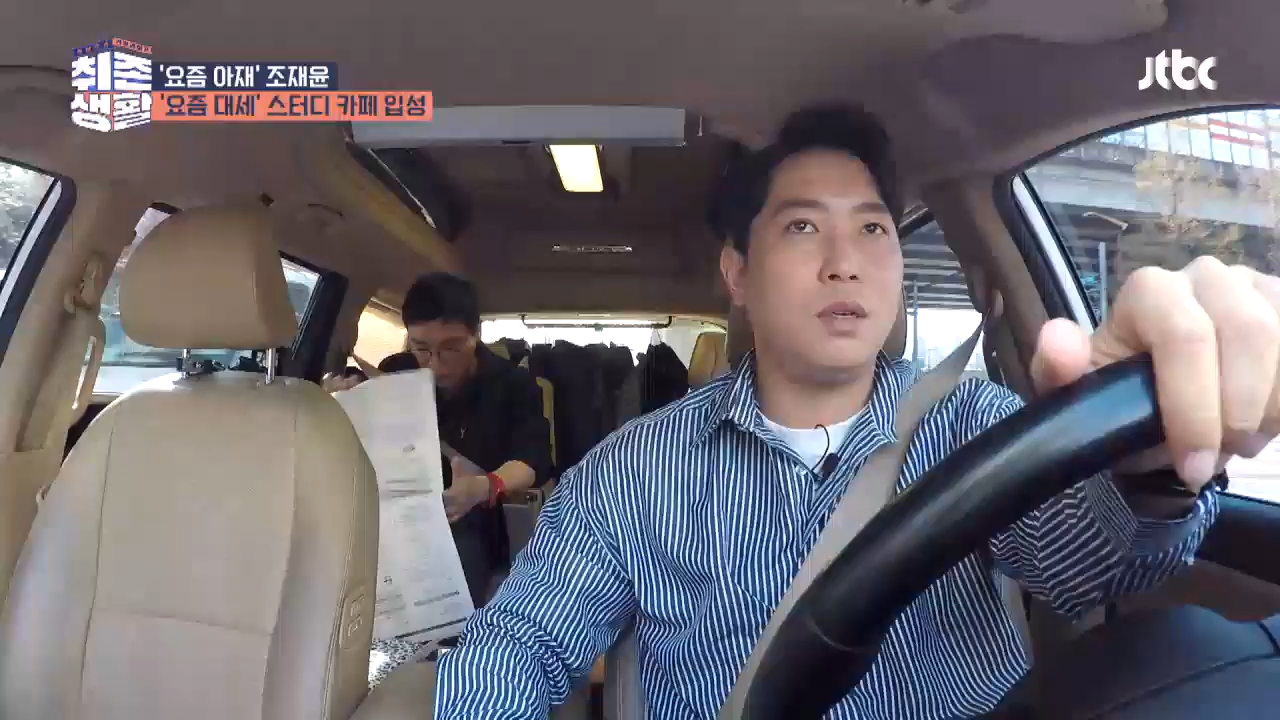 취존
생활
'요즘 아재' 조재윤
'요즘 대세' 스터디 카페 입성
jtbc